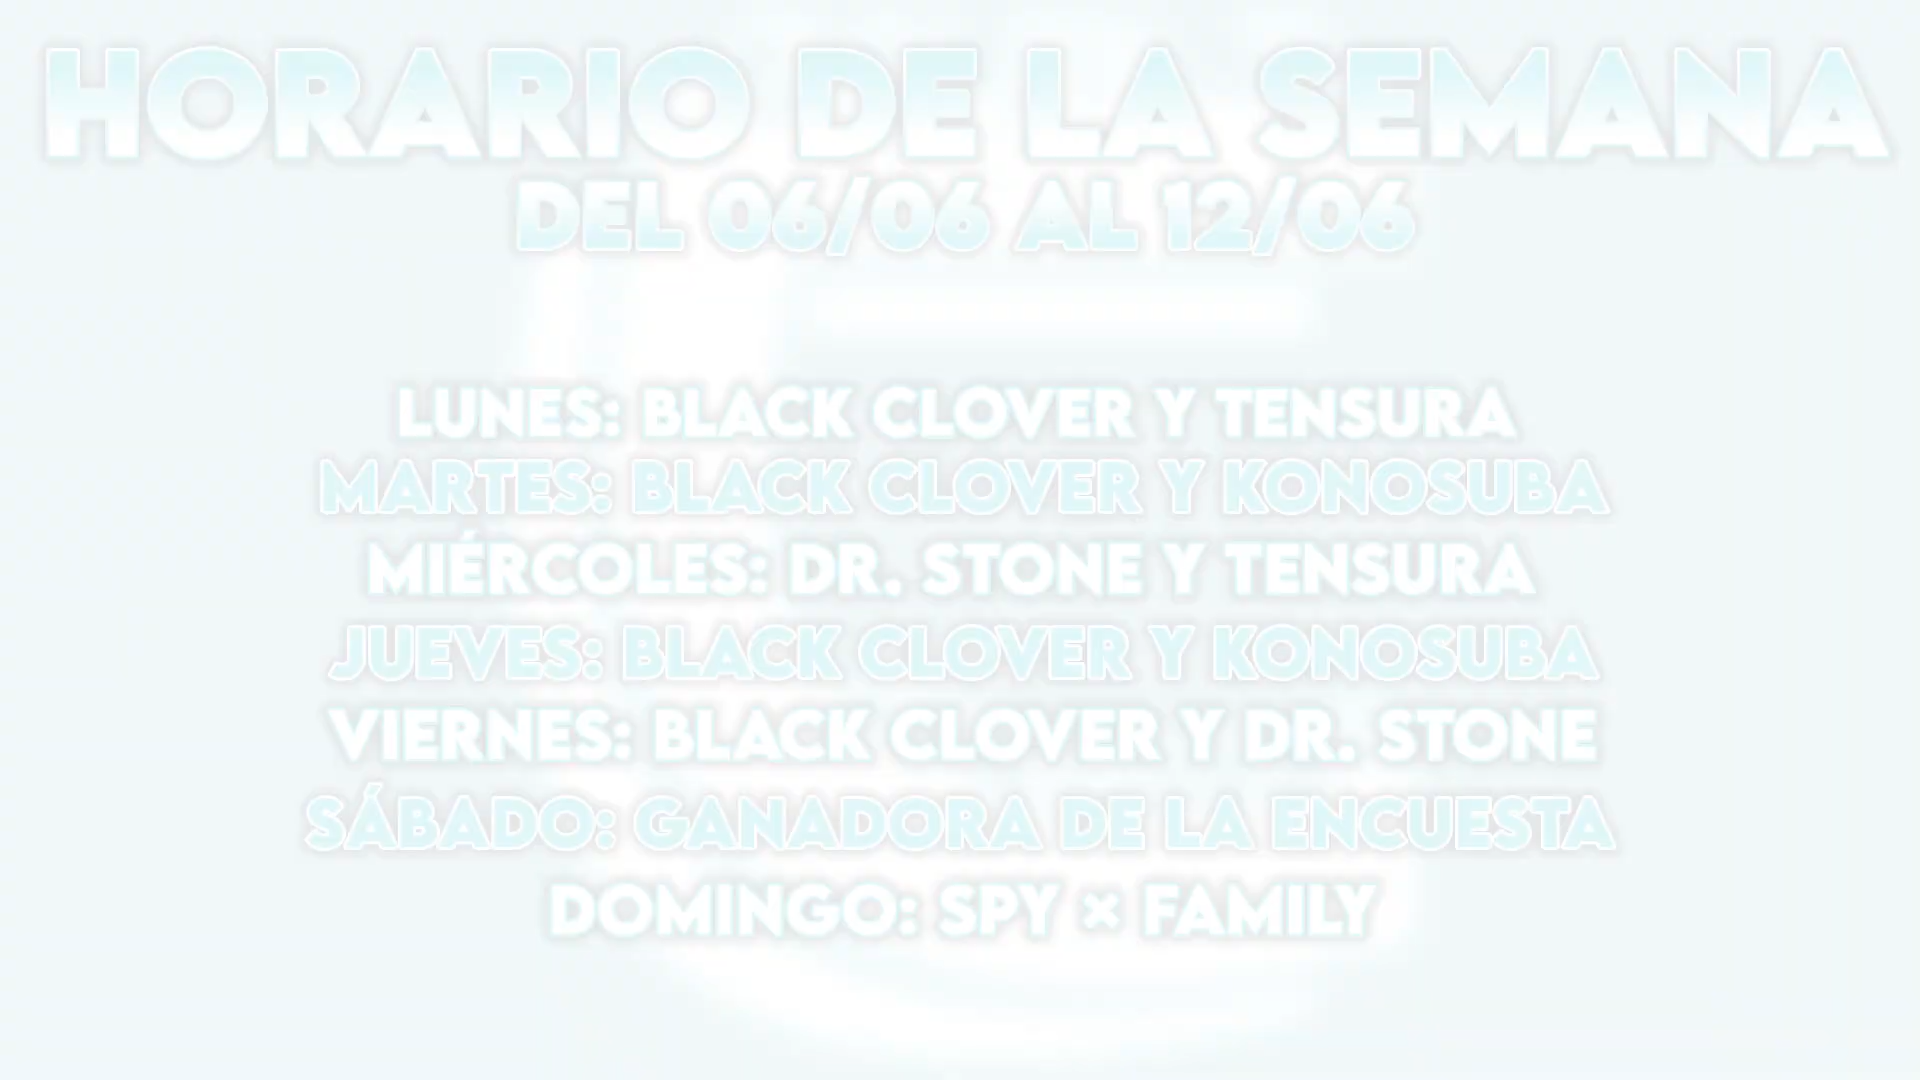 HORARIO DE LA SEMANA
DEL 06/06 AL 12/06
LUNES: BLACK CLOVER Y TENSURA
MARTES: BLACK CLOVER Y KONOSUBA
MIÉRCOLES: DR. STONE Y TENSURA
JUEVES: BLACK CLOVER Y KONOSUBA
VIERNES: BLACK CLOVER Y DR. STONE
SÁBADO: GANADORA DE LA ENCUESTA
DOMINGO: SPY × FAMILY